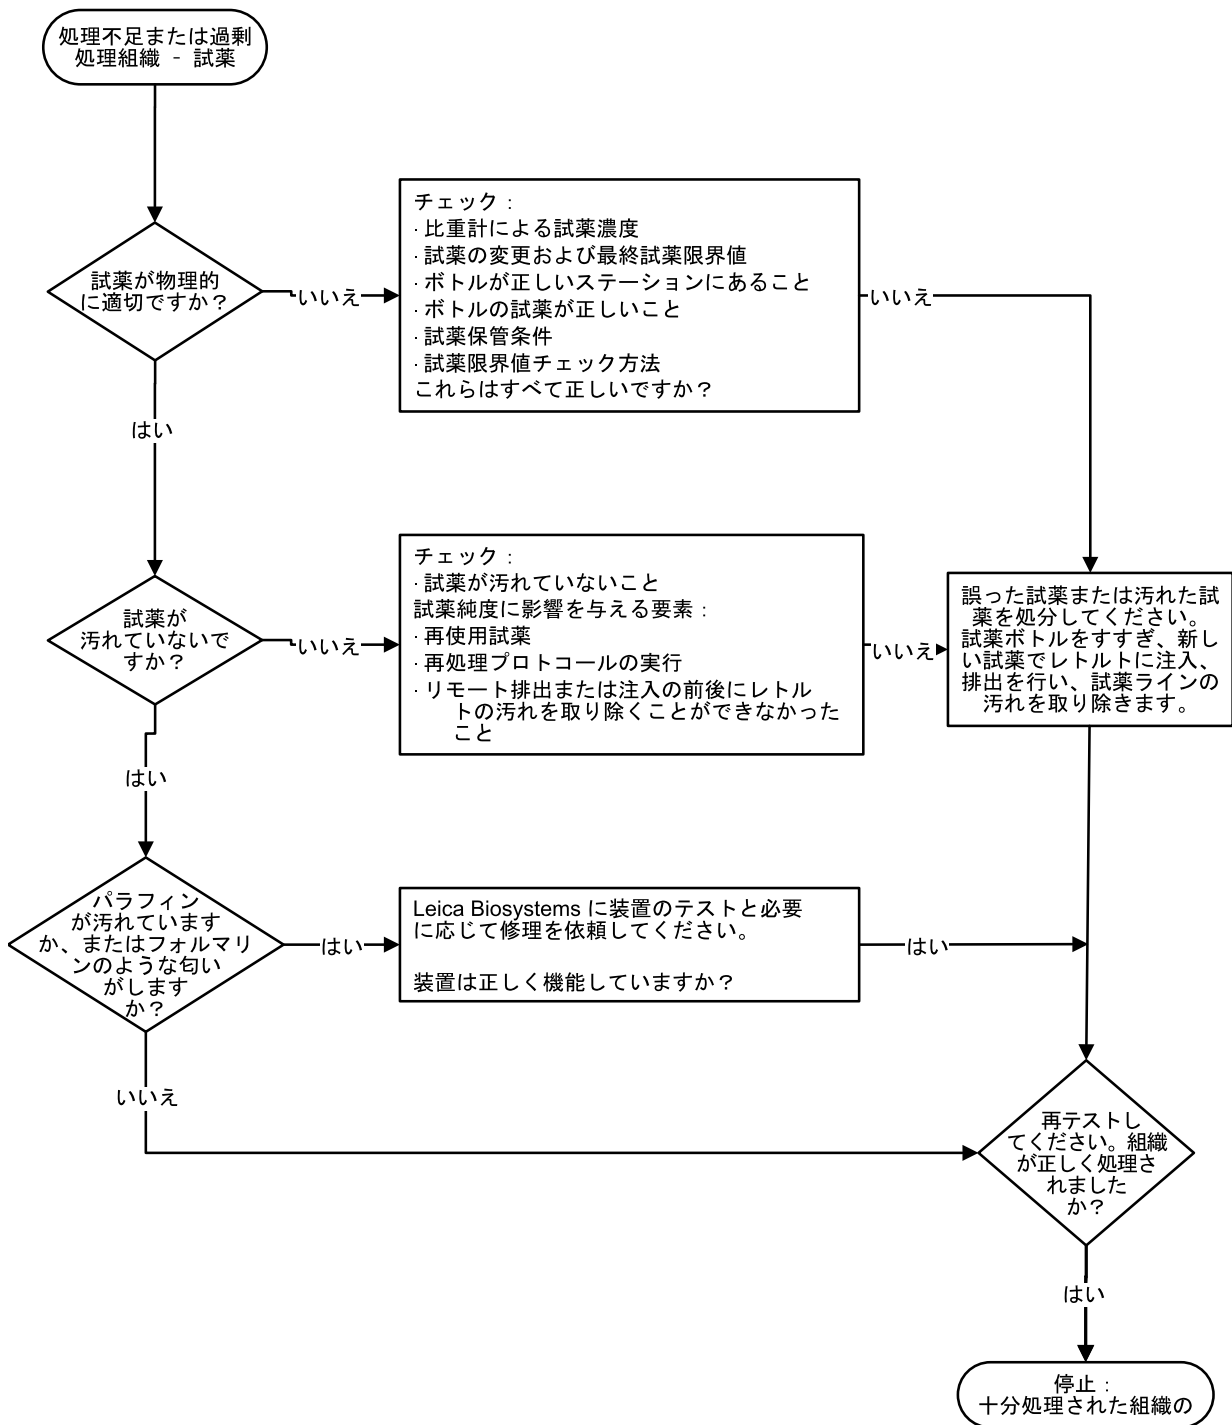 処理不足または過剰
処理組織 - 試薬
試薬が物理的
に適切ですか？
いいえ
チェック：
· 比重計による試薬濃度
· 試薬の変更および最終試薬限界値
· ボトルが正しいステーションにあること
· ボトルの試薬が正しいこと
· 試薬保管条件
· 試薬限界値チェック方法
これらはすべて正しいですか？
いいえ
はい
試薬が
汚れていないで
すか？
いいえ
チェック：
· 試薬が汚れていないこと
試薬純度に影響を与える要素：
· 再使用試薬
· 再処理プロトコールの実行
· リモート排出または注入の前後にレトル
トの汚れを取り除くことができなかった
こと
いいえ
誤った試薬または汚れた試
薬を処分してください。
試薬ボトルをすすぎ、新し
い試薬でレトルトに注入、
排出を行い、試薬ラインの
汚れを取り除きます。
はい
パラフィン
が汚れています
か、またはフォルマリ
ンのような匂い
がします
か？
はい
Leica Biosystems に装置のテストと必要
に応じて修理を依頼してください。
装置は正しく機能していますか？
はい
いいえ
再テストし
てください。組織
が正しく処理さ
れました
か？
はい
停止：
十分処理された組織の